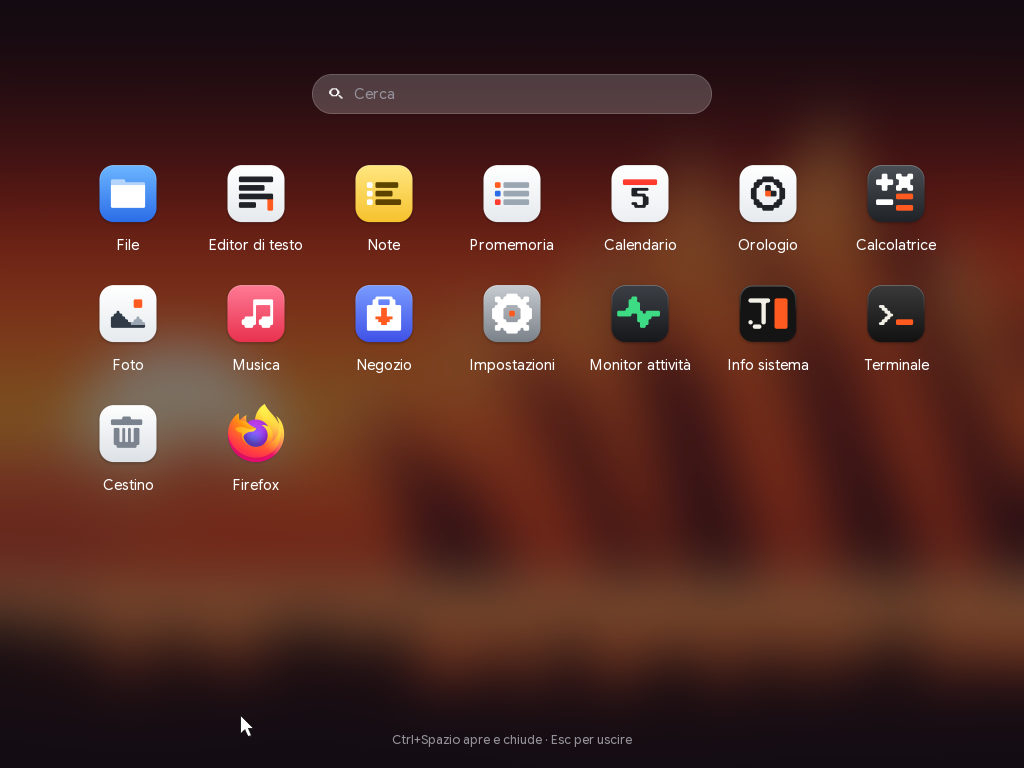 Cerca
File
Editor di testo
Note
Promemoria
5
Calendario
Orologio
Calcolatrice
Foto
Musica
Negozio
Impostazioni
Monitor attività
Info sistema
Terminale
Cestino
Firefox
Ctrl+Spazio apre e chiude · Esc per uscire